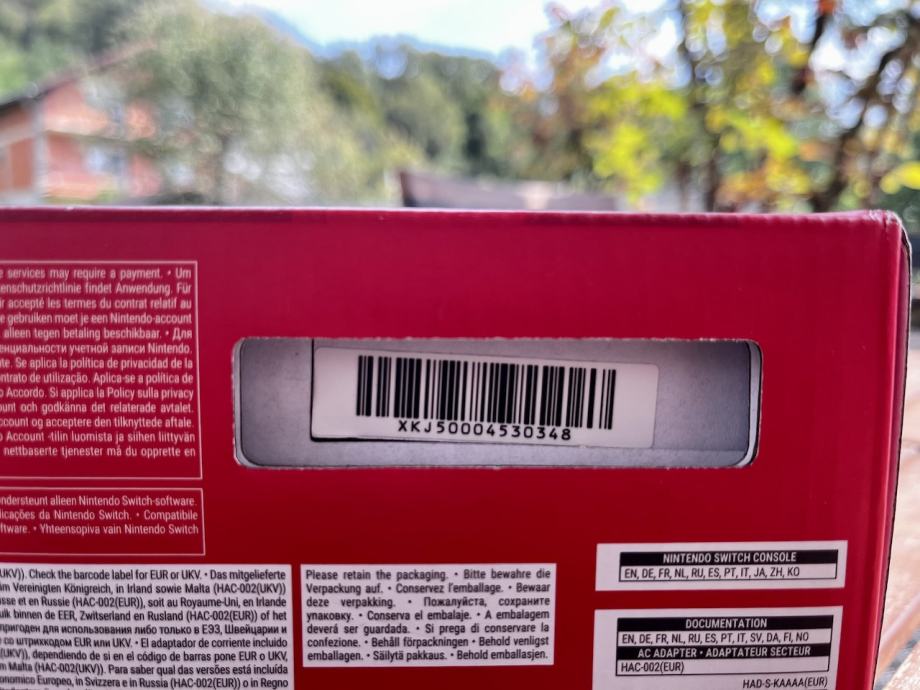 e services may require a payment. • Um
enschutzrichtlinie findet Anwendung. Für
ir accepté les termes du contrat relatif au
e gebruiken moet je een Nintendo-account
alleen tegen betaling beschikbaar. • Для
енциальности учетной записи Nintendo.
te. Se aplica la política de privacidad de la
ontrato de utilização. Aplica-se a política de
o Accordo. Si applica la Policy sulla privacy
ount och godkänna det relaterade avtalet.
ccount og acceptere den tilknyttede aftale.
o Account -tilin luomista ja siihen liittyvän
nettbaserte tjenester må du opprette en
XKJ50004530348
ondersteunt alleen Nintendo Switch-software.
licações da Nintendo Switch. • Compatible
ftware. • Yhteensopiva vain Nintendo Switch
(UKV)). Check the barcode label for EUR or UKV. • Das mitgelieferte
im Vereinigten Königreich, in Irland sowie Malta (HAC-002(UKV))
sse et en Russie (HAC-002(EUR)), soit au Royaume-Uni, en Irlande
uik binnen de EER, Zwitserland en Rusland (HAC-002(EUR)) of het
пригоден для использования либо только в ЕЭЗ, Швейцарии и
со штрихкодом EUR или UKV. • El adaptador de corriente incluido
(UKV)), dependendo de si en el código de barras pone EUR o UKV,
m Malta (HAC-002(UKV)). Para saber qual das versões está incluída
onomico Europeo, in Svizzera e in Russia (HAC-002(EUR)) o in Regno
Please retain the packaging. • Bitte bewahre die
Verpackung auf. • Conservez l'emballage. • Bewaar
deze verpakking. • Пожалуйста, сохраните
упаковку. • Conserva el embalaje. • A embalagem
deverá ser guardada. • Si prega di conservare la
confezione. • Behåll förpackningen • Behold venligst
emballagen. • Säilytä pakkaus. • Behold emballasjen.
NINTENDO SWITCH CONSOLE
EN, DE, FR, NL, RU, ES, PT, IT, JA, ZH, KO
DOCUMENTATION
EN, DE, FR, NL, RU, ES, PT, IT, SV, DA, FI, NO
AC ADAPTER • ADAPTATEUR SECTEUR
HAC-002(EUR)
HAD-S-KAAAA(EUR)